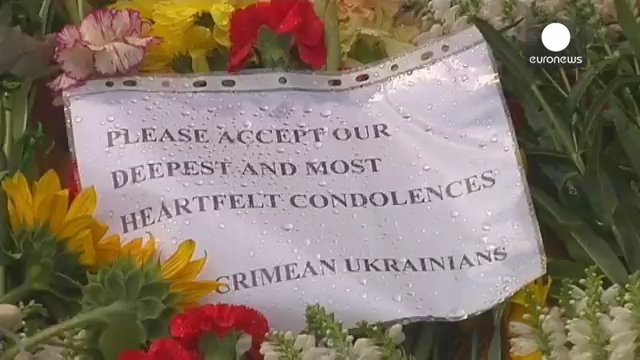 euronews
PLEASE ACCEPT OUR
DEEPEST AND MOST
HEARTFELT CONDOLENCES
CRIMEAN UKRAINIANS